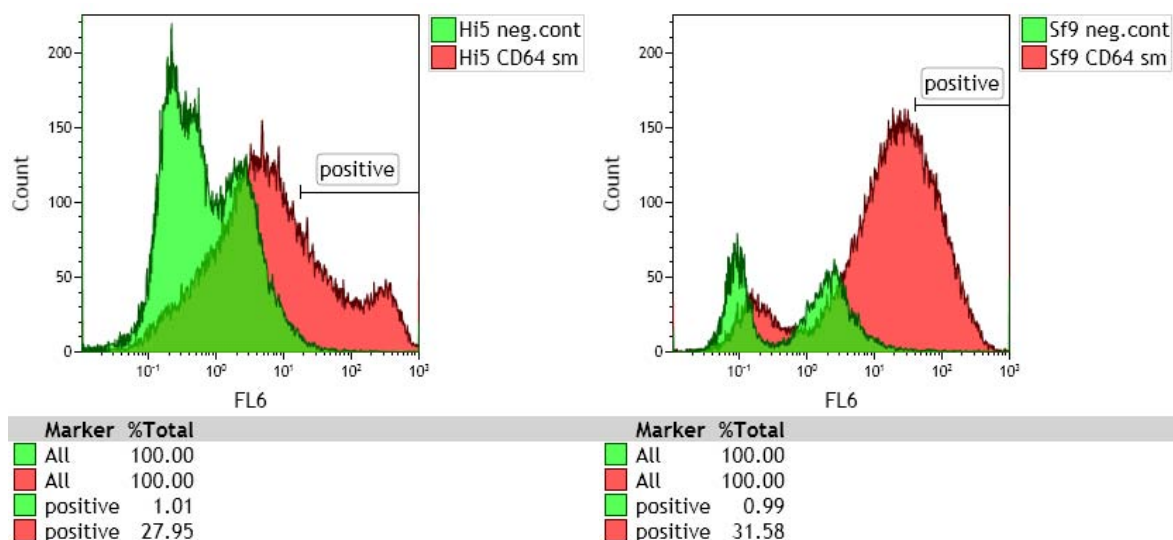 Hi5 neg.cont
Hi5 CD64 sm
200
150
100
50
0
Count
positive
10-1
10⁰
10¹
10²
10³
FL6
Marker %Total
All 100.00
All 100.00
positive 1.01
positive 27.95
Sf9 neg.cont
Sf9 CD64 sm
200
150
100
50
0
Count
positive
10-1
10⁰
10¹
10²
10³
FL6
Marker %Total
All 100.00
All 100.00
positive 0.99
positive 31.58